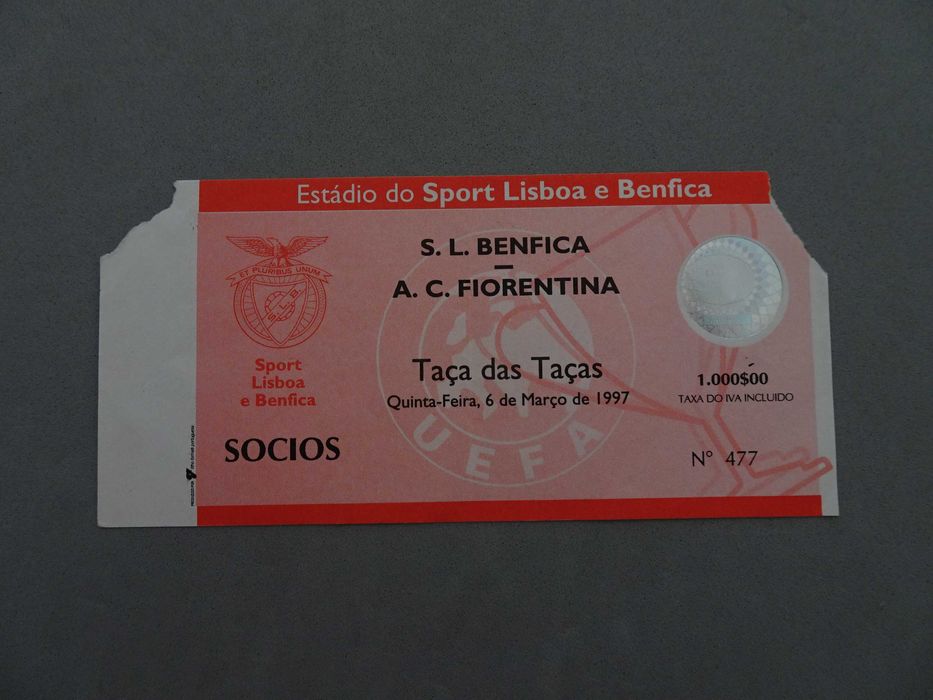 Estádio do Sport Lisboa e Benfica
S. L. BENFICA
–
A. C. FIORENTINA
ET PLURIBUS UNUM
S.L.B.
Sport
Lisboa
e Benfica
Taça das Taças
Quinta-Feira, 6 de Março de 1997
1.000$00
TAXA DO IVA INCLUIDO
SOCIOS
Nº 477
UEFA